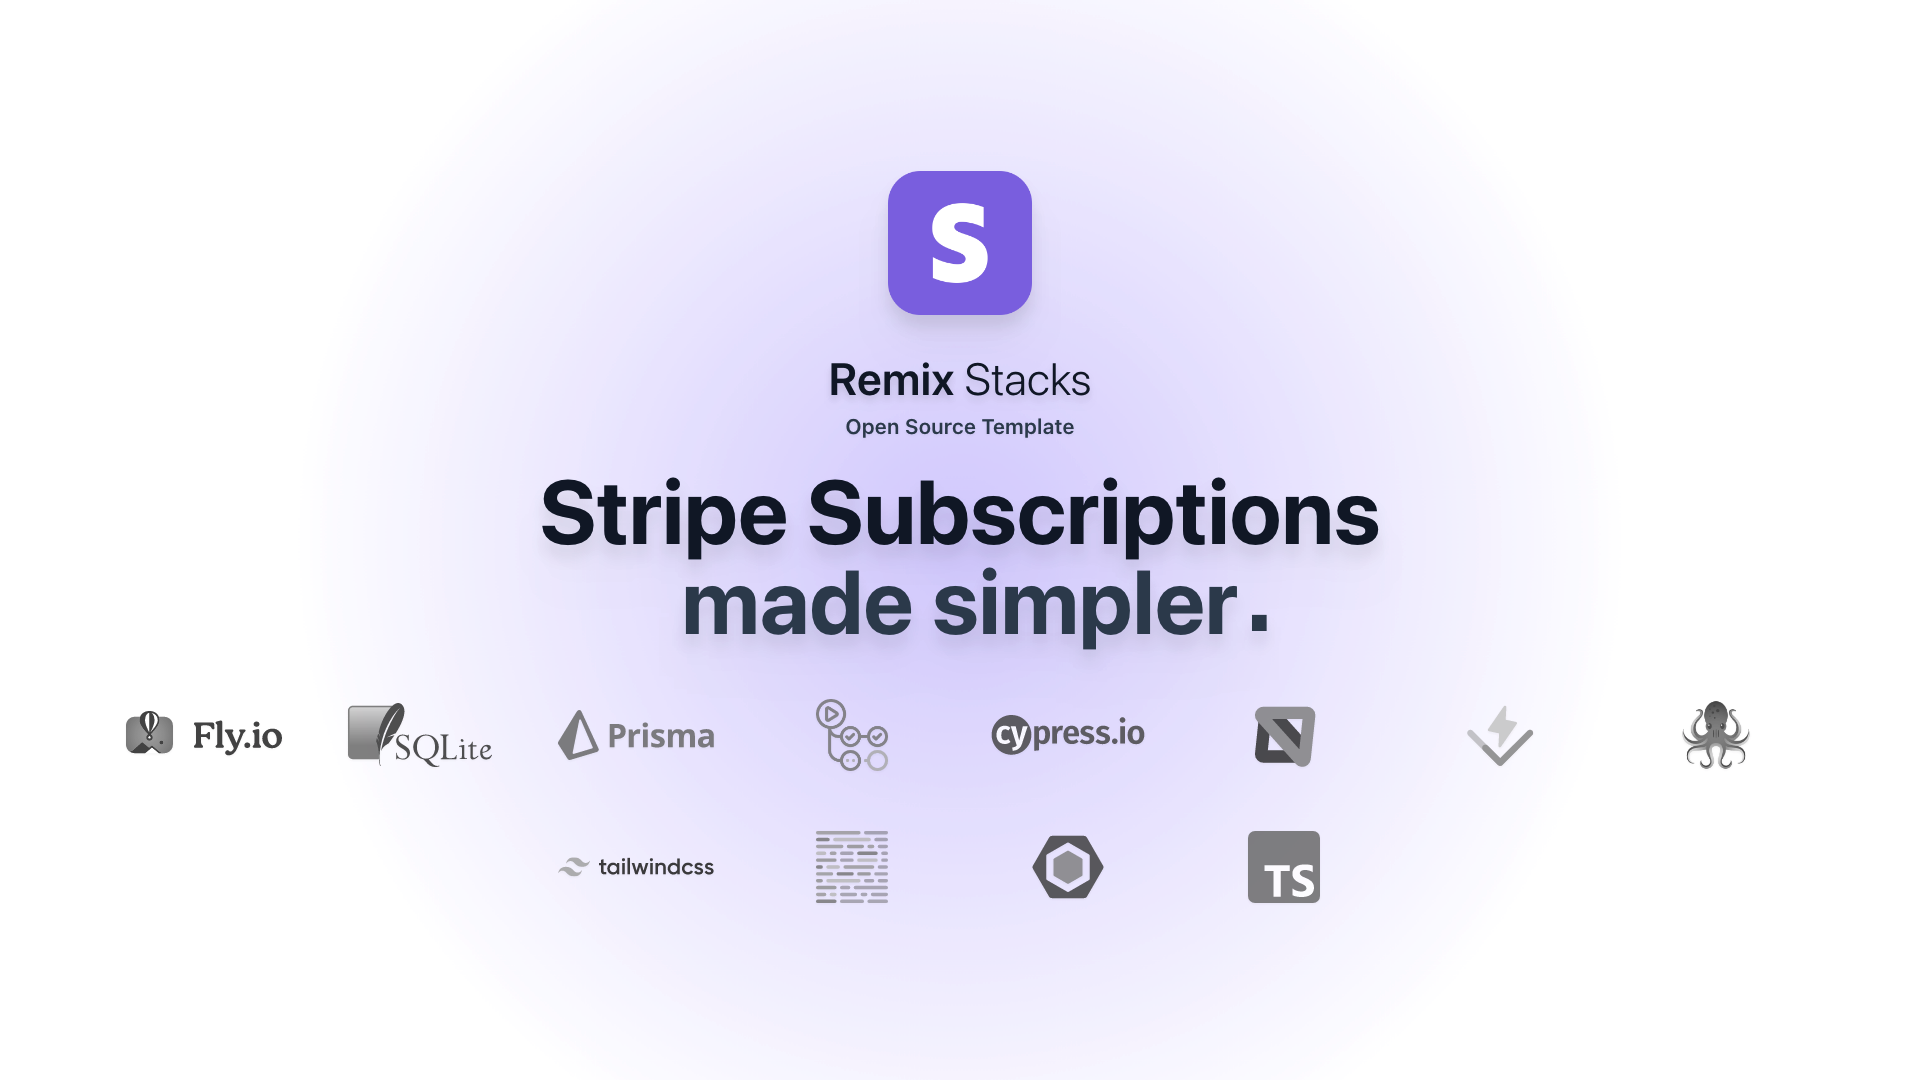 S
Remix Stacks
Open Source Template
Stripe Subscriptions
made simpler.
Fly.io
SQLite
Prisma
cypress.io
tailwindcss
TS